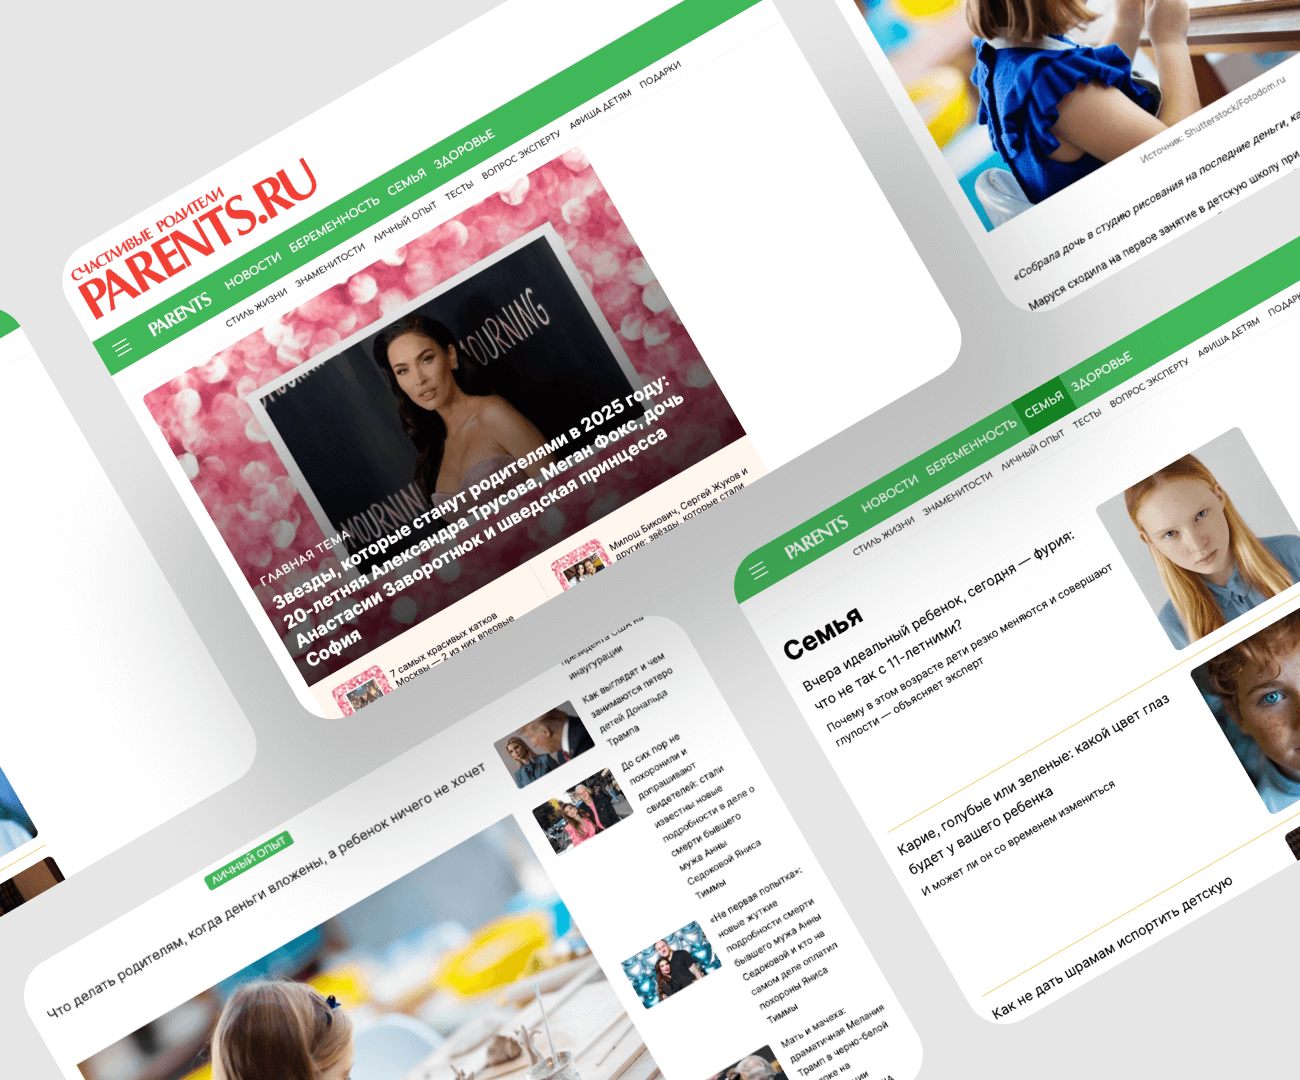 СЧАСТЛИВЫЕ РОДИТЕЛИ
PARENTS.RU
PARENTS НОВОСТИ БЕРЕМЕННОСТЬ СЕМЬЯ ЗДОРОВЬЕ
СТИЛЬ ЖИЗНИ ЗНАМЕНИТОСТИ ЛИЧНЫЙ ОПЫТ ТЕСТЫ ВОПРОС ЭКСПЕРТУ АФИША ДЕТЯМ ПОДАРКИ
MOURNING
MOURNING
ГЛАВНАЯ ТЕМА
Звезды, которые станут родителями в 2025 году:
20-летняя Александра Трусова, Меган Фокс, дочь
Анастасии Заворотнюк и шведская принцесса
София
7 самых красивых катков
Москвы — 2 из них впервые
Милош Бикович, Сергей Жуков и
другие: звёзды, которые стали
Источник: Shutterstock/Fotodom.ru
«Собрала дочь в студию рисования на последние деньги, ка
Маруся сходила на первое занятие в детскую школу при
PARENTS НОВОСТИ БЕРЕМЕННОСТЬ СЕМЬЯ ЗДОРОВЬЕ
СТИЛЬ ЖИЗНИ ЗНАМЕНИТОСТИ ЛИЧНЫЙ ОПЫТ ТЕСТЫ ВОПРОС ЭКСПЕРТУ АФИША ДЕТЯМ ПОДАРК
Семья
Вчера идеальный ребенок, сегодня — фурия:
что не так с 11-летними?
Почему в этом возрасте дети резко меняются и совершают
глупости — объясняет эксперт
Карие, голубые или зеленые: какой цвет глаз
будет у вашего ребенка
И может ли он со временем измениться
Как не дать шрамам испортить детскую
ЛИЧНЫЙ ОПЫТ
Что делать родителям, когда деньги вложены, а ребенок ничего не хочет
президента США на
инаугурации
Как выглядят и чем
занимаются пятеро
детей Дональда
Трампа
До сих пор не
похоронили и
допрашивают
свидетелей: стали
известны новые
подробности в деле о
смерти бывшего
мужа Анны
Седоковой Яниса
Тиммы
«Не первая попытка»:
новые жуткие
подробности смерти
бывшего мужа Анны
Седоковой и кто на
самом деле оплатил
похороны Яниса
Тиммы
Мать и мачеха:
драматичная Мелания
Трамп в черно-белой